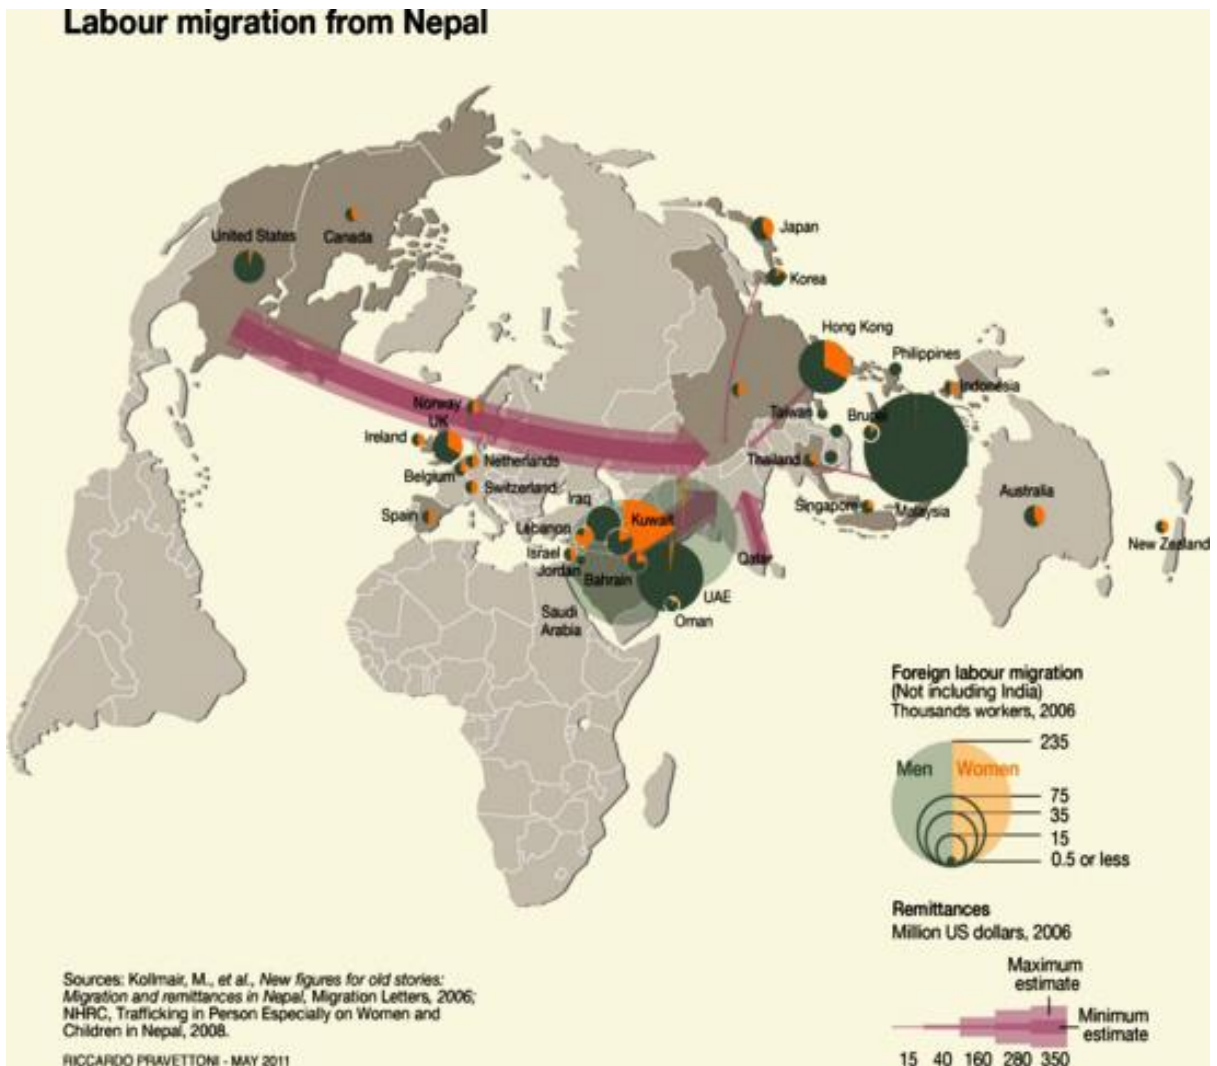 Labour migration from Nepal
United States
Canada
Japan
Korea
Hong Kong
Philippines
Indonesia
Norway
UK
Taiwan
Brunei
Ireland
Netherlands
Thailand
Belgium
Switzerland
Iraq
Australia
Singapore
Malaysia
Spain
Lebanon
Kuwait
New Zealand
Israel
Qatar
Jordan
Bahrain
UAE
Saudi
Arabia
Oman
Foreign labour migration
(Not including India)
Thousands workers, 2006
235
Men Women
75
35
15
0.5 or less
Remittances
Million US dollars, 2006
Maximum
estimate
Minimum
estimate
15 40 160 280 350
Sources: Kollmair, M., et al., New figures for old stories:
Migration and remittances in Nepal, Migration Letters, 2006;
NHRC, Trafficking in Person Especially on Women and
Children in Nepal, 2008.
RICCARDO PRAVETTONI - MAY 2011